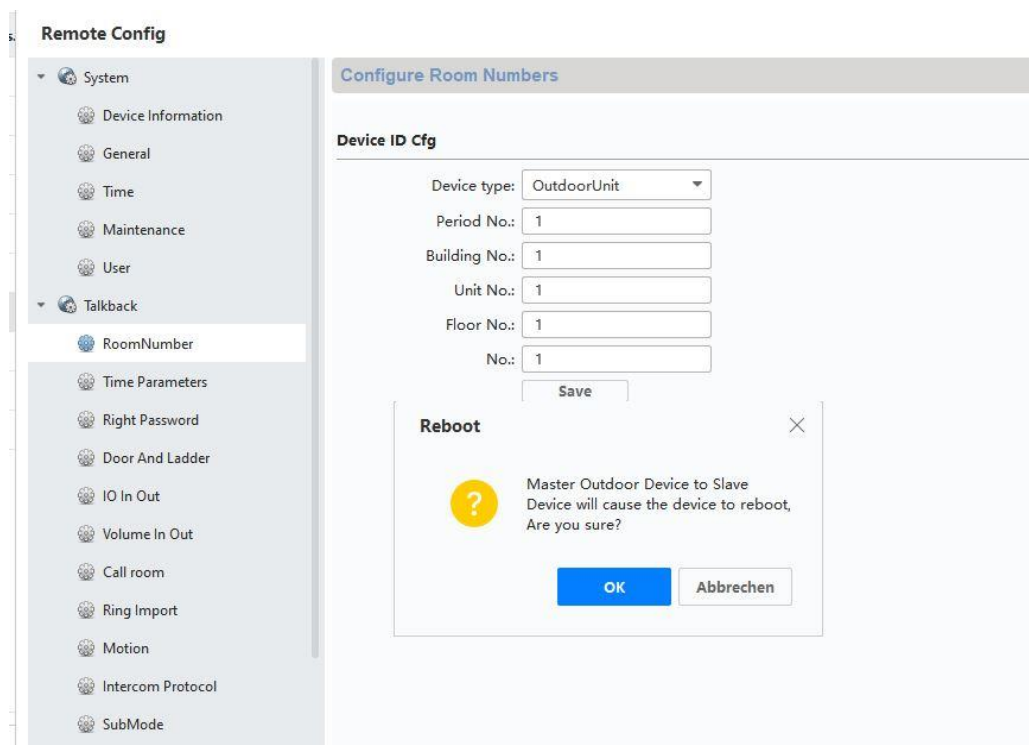 s.
Remote Config
System
Device Information
General
Time
Maintenance
User
Talkback
RoomNumber
Time Parameters
Right Password
Door And Ladder
IO In Out
Volume In Out
Call room
Ring Import
Motion
Intercom Protocol
SubMode
Configure Room Numbers
Device ID Cfg
Device type: OutdoorUnit
Period No.: 1
Building No.: 1
Unit No.: 1
Floor No.: 1
No.: 1
Save
Reboot
Master Outdoor Device to Slave
Device will cause the device to reboot,
Are you sure?
OK Abbrechen